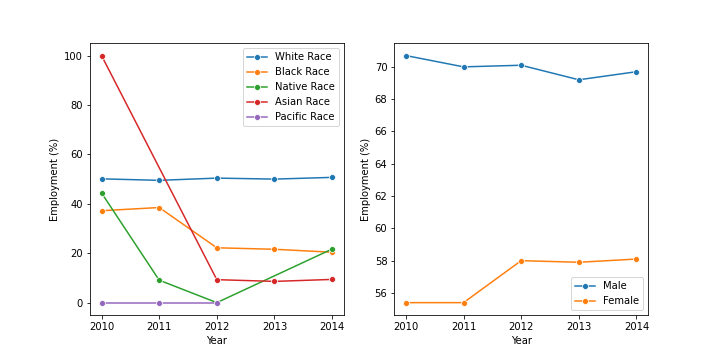 100
80
60
40
20
0
Employment (%)
2010 2011 2012 2013 2014
Year
White Race
Black Race
Native Race
Asian Race
Pacific Race
70
68
66
64
62
60
58
56
Employment (%)
2010 2011 2012 2013 2014
Year
Male
Female